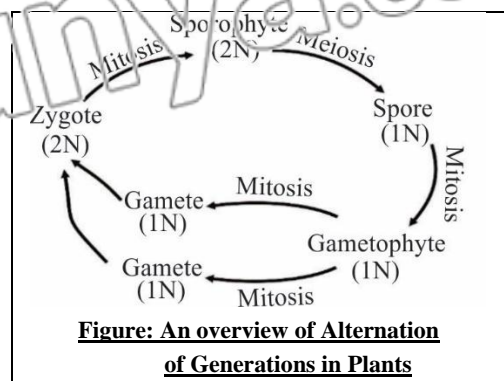 Sporophyte
(2N)
Mitosis
Meiosis
Zygote
(2N)
Spore
(1N)
Mitosis
Gamete
(1N)
Mitosis
Gametophyte
(1N)
Gamete
(1N)
Mitosis
Figure: An overview of Alternation
of Generations in Plants